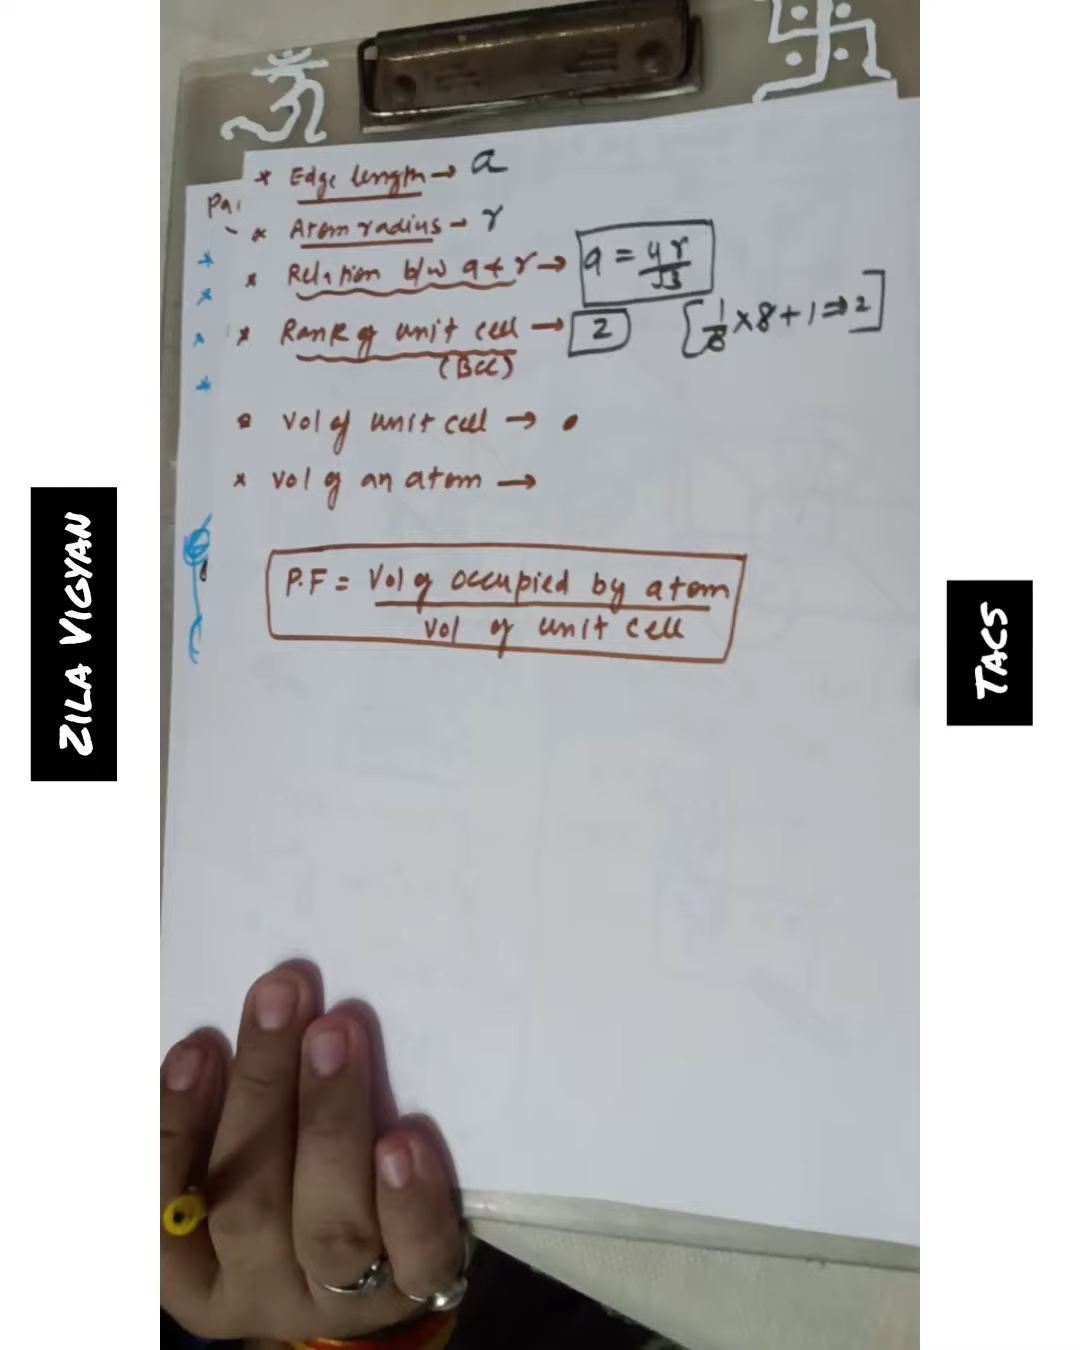 ॐ
* Edge length → a
Pa
* Atom radius → r
* Relation b/w a & r → a = 4r/√3
* Rank of unit cell → 2 [1/8 × 8 + 1 ⇒ 2]
(BCC)
* Vol of unit cell → •
* Vol of an atom →
P.F = Vol of occupied by atom
vol of unit cell
ZILA VIGYAN
TACS